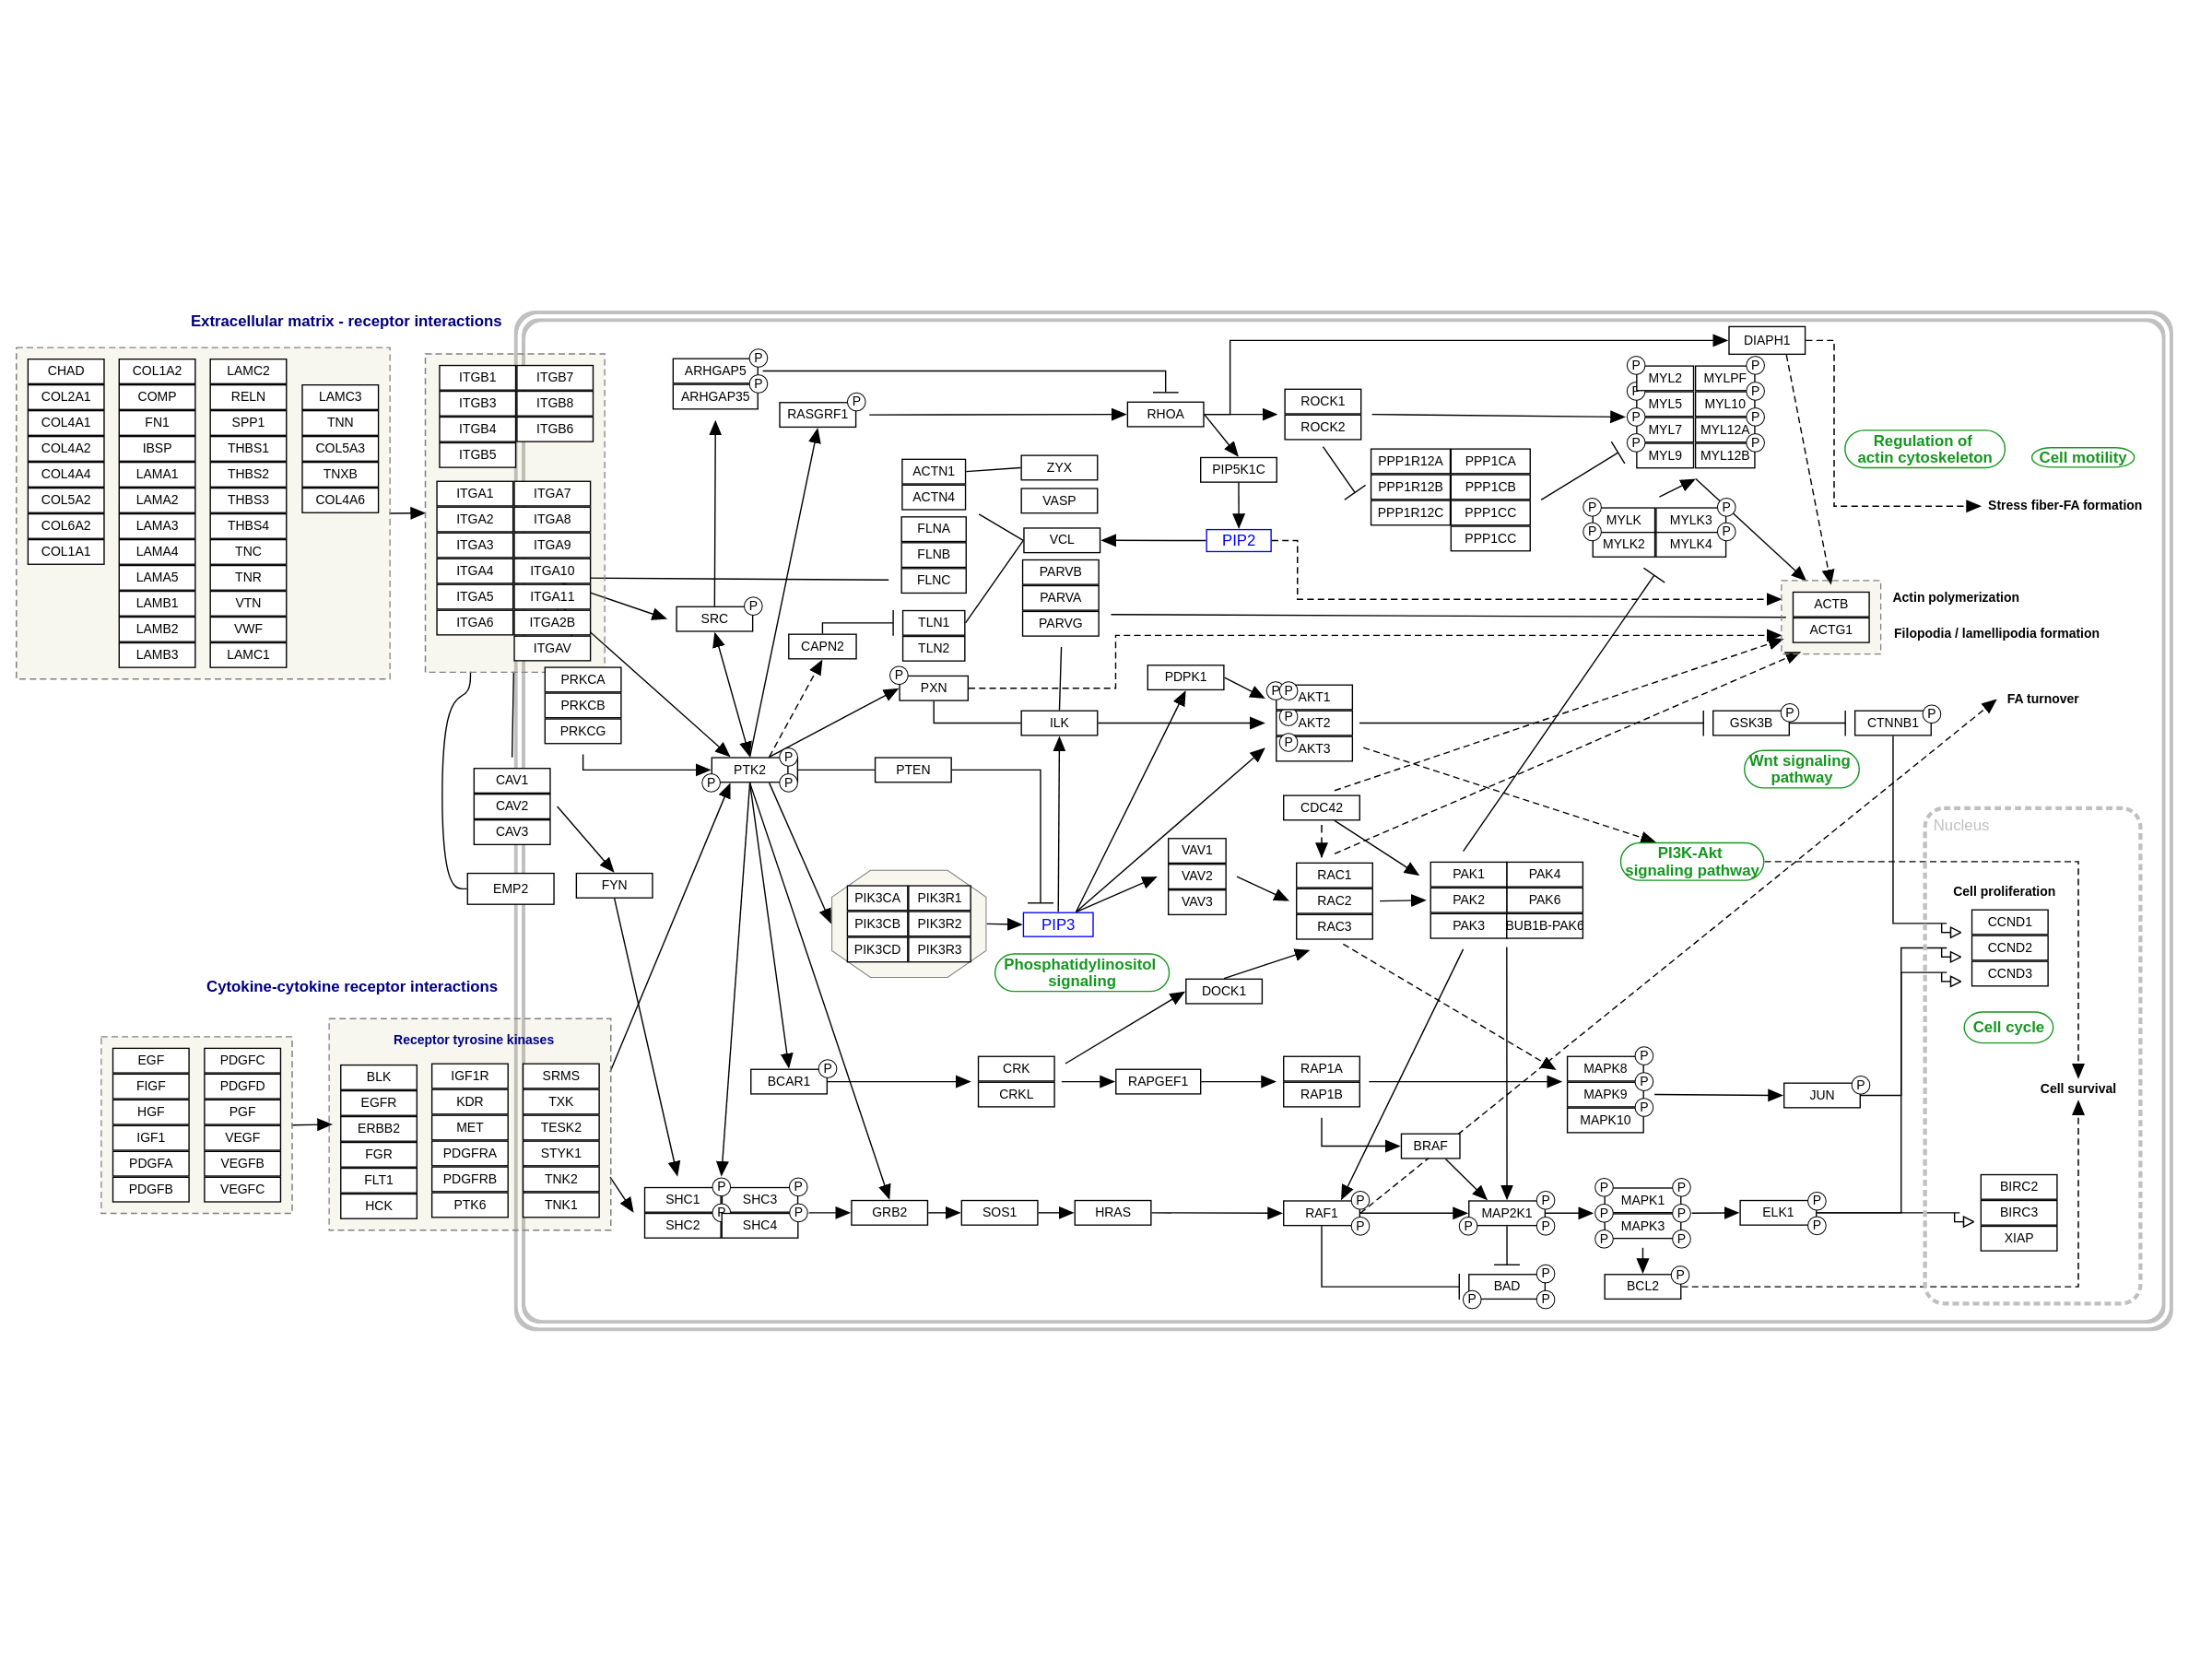 Extracellular matrix - receptor interactions
CHAD
COL2A1
COL4A1
COL4A2
COL4A4
COL5A2
COL6A2
COL1A1
COL1A2
COMP
FN1
IBSP
LAMA1
LAMA2
LAMA3
LAMA4
LAMA5
LAMB1
LAMB2
LAMB3
LAMC2
RELN
SPP1
THBS1
THBS2
THBS3
THBS4
TNC
TNR
VTN
VWF
LAMC1
LAMC3
TNN
COL5A3
TNXB
COL4A6
ITGB1
ITGB3
ITGB4
ITGB5
ITGB7
ITGB8
ITGB6
ITGA1
ITGA2
ITGA3
ITGA4
ITGA5
ITGA6
ITGA7
ITGA8
ITGA9
ITGA10
ITGA11
ITGA2B
ITGAV
PRKCA
PRKCB
PRKCG
CAV1
CAV2
CAV3
EMP2
FYN
ARHGAP5 P
ARHGAP35 P
RASGRF1 P
SRC P
CAPN2
PTK2 P P P
PTEN
ACTN1
ACTN4
FLNA
FLNB
FLNC
TLN1
TLN2
P PXN
ZYX
VASP
VCL
PARVB
PARVA
PARVG
ILK
RHOA
PIP5K1C
PIP2
ROCK1
ROCK2
PPP1R12A
PPP1R12B
PPP1R12C
PPP1CA
PPP1CB
PPP1CC
PPP1CC
P MYL2 MYLPF P
P MYL5 MYL10 P
P MYL7 MYL12A P
P MYL9 MYL12B P
P MYLK MYLK3 P
P MYLK2 MYLK4 P
DIAPH1
Regulation of
actin cytoskeleton
Cell motility
Stress fiber-FA formation
ACTB
ACTG1
Actin polymerization
Filopodia / lamellipodia formation
FA turnover
PDPK1
P P AKT1
P AKT2
P AKT3
GSK3B P
CTNNB1 P
Wnt signaling
pathway
PI3K-Akt
signaling pathway
CDC42
VAV1
VAV2
VAV3
RAC1
RAC2
RAC3
PAK1
PAK2
PAK3
PAK4
PAK6
BUB1B-PAK6
PIK3CA
PIK3CB
PIK3CD
PIK3R1
PIK3R2
PIK3R3
PIP3
Phosphatidylinositol
signaling
DOCK1
Nucleus
Cell proliferation
CCND1
CCND2
CCND3
Cell cycle
Cell survival
BIRC2
BIRC3
XIAP
Cytokine-cytokine receptor interactions
EGF
FIGF
HGF
IGF1
PDGFA
PDGFB
PDGFC
PDGFD
PGF
VEGF
VEGFB
VEGFC
Receptor tyrosine kinases
BLK
EGFR
ERBB2
FGR
FLT1
HCK
IGF1R
KDR
MET
PDGFRA
PDGFRB
PTK6
SRMS
TXK
TESK2
STYK1
TNK2
TNK1
BCAR1 P
CRK
CRKL
RAPGEF1
RAP1A
RAP1B
MAPK8 P
MAPK9 P
MAPK10 P
JUN P
BRAF
SHC1 P SHC3 P
SHC2 P SHC4 P
GRB2
SOS1
HRAS
RAF1 P P
MAP2K1 P P P
P MAPK1 P
P P
P MAPK3 P
ELK1 P P
BAD P P P
BCL2 P